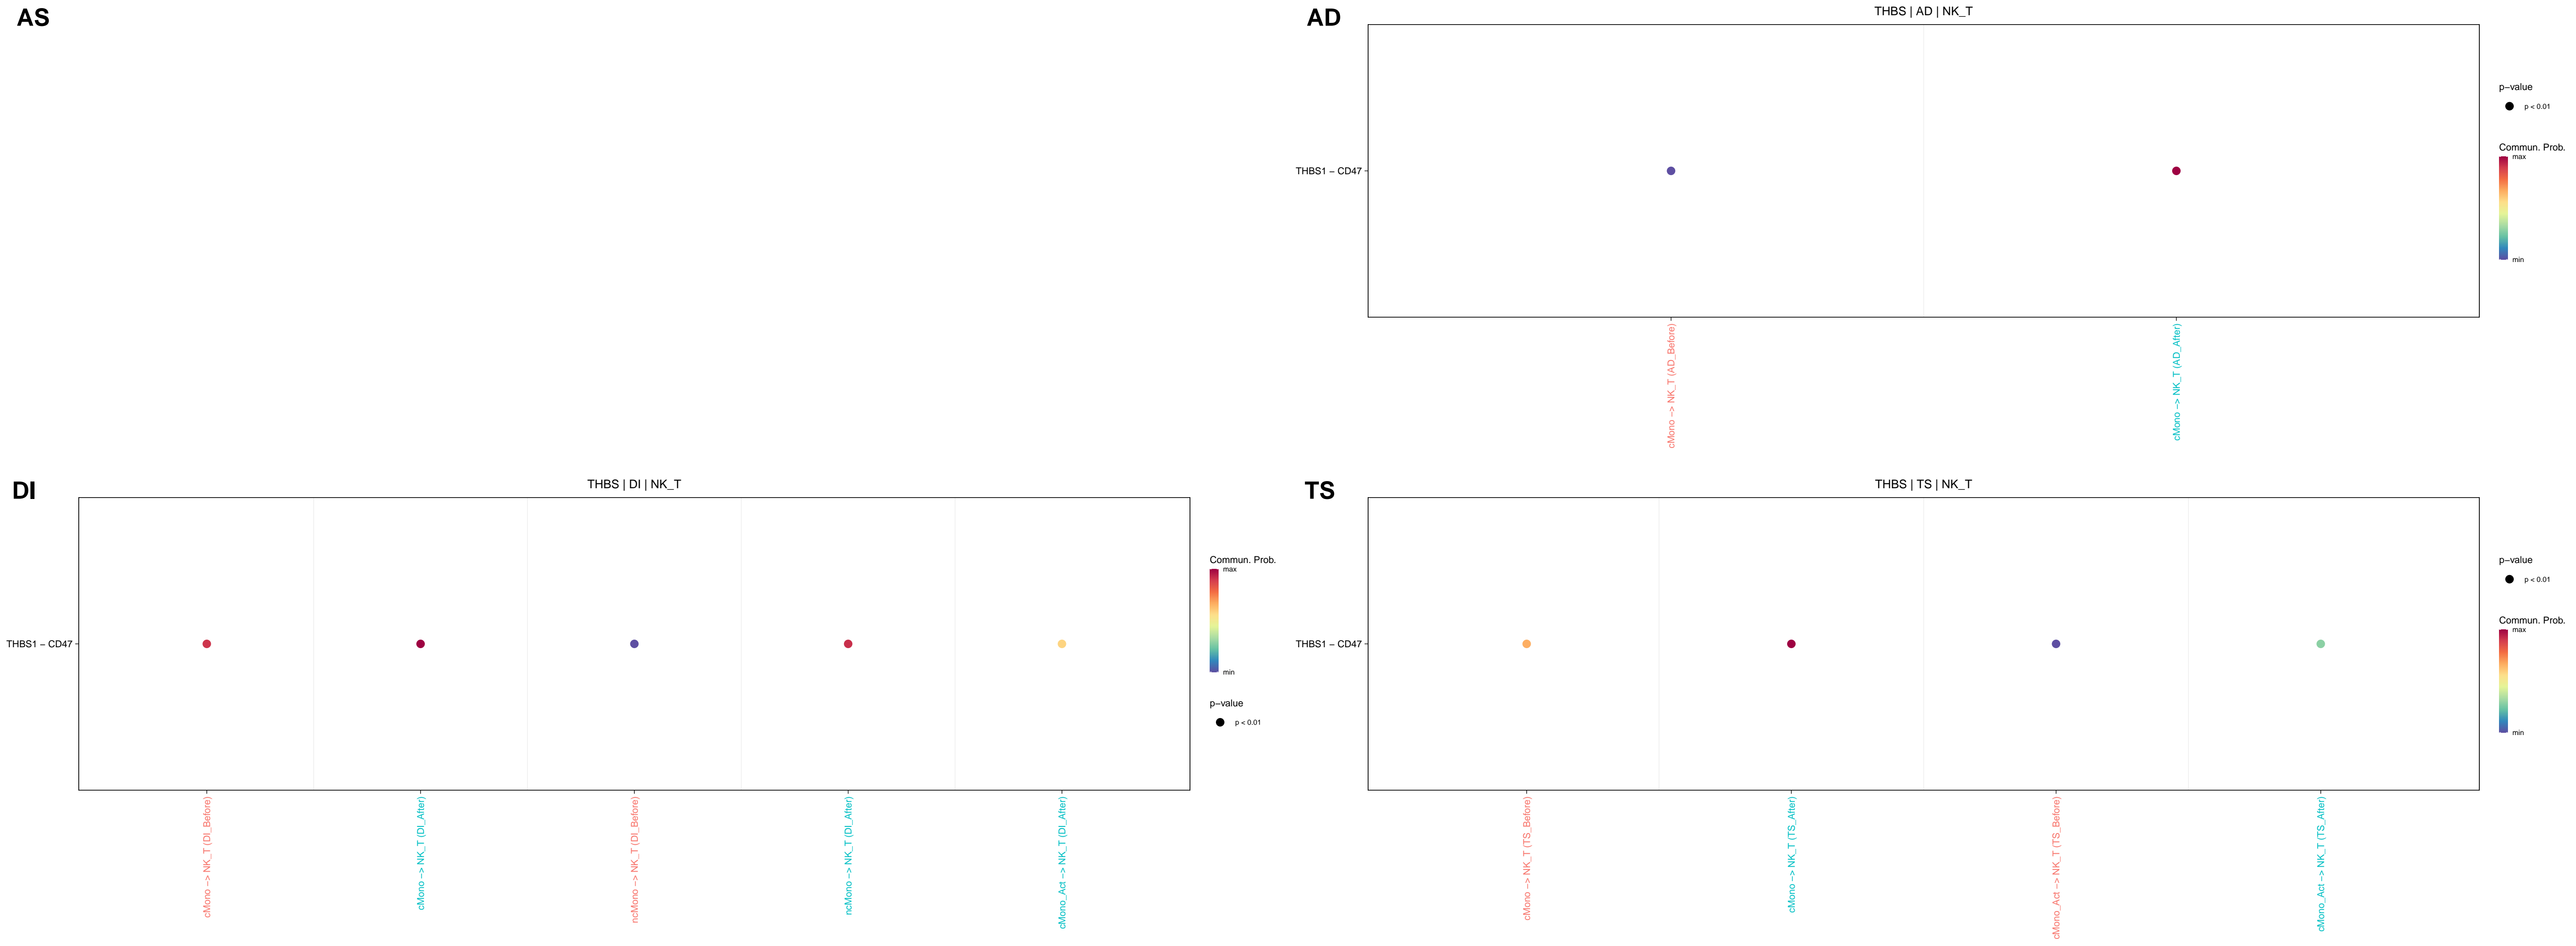 AS
AD
THBS | AD | NK_T
THBS1 − CD47
cMono −> NK_T (AD_Before)
cMono −> NK_T (AD_After)
p−value
p < 0.01
Commun. Prob.
max
min
DI
THBS | DI | NK_T
THBS1 − CD47
cMono −> NK_T (DI_Before)
cMono −> NK_T (DI_After)
ncMono −> NK_T (DI_Before)
ncMono −> NK_T (DI_After)
cMono_Act −> NK_T (DI_After)
Commun. Prob.
max
min
p−value
p < 0.01
TS
THBS | TS | NK_T
THBS1 − CD47
cMono −> NK_T (TS_Before)
cMono −> NK_T (TS_After)
cMono_Act −> NK_T (TS_Before)
cMono_Act −> NK_T (TS_After)
p−value
p < 0.01
Commun. Prob.
max
min